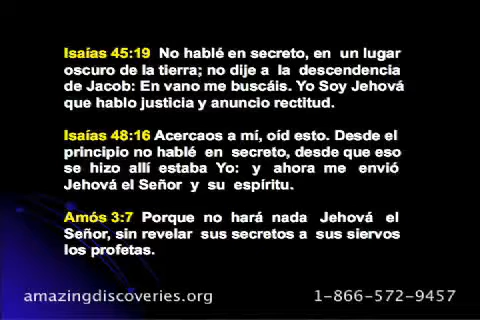 Isaías 45:19 No hablé en secreto, en un lugar
oscuro de la tierra; no dije a la descendencia
de Jacob: En vano me buscáis. Yo Soy Jehová
que hablo justicia y anuncio rectitud.
Isaías 48:16 Acercaos a mí, oíd esto. Desde el
principio no hablé en secreto, desde que eso
se hizo allí estaba Yo: y ahora me envió
Jehová el Señor y su espíritu.
Amós 3:7 Porque no hará nada Jehová el
Señor, sin revelar sus secretos a sus siervos
los profetas.
amazingdiscoveries.org 1-866-572-9457